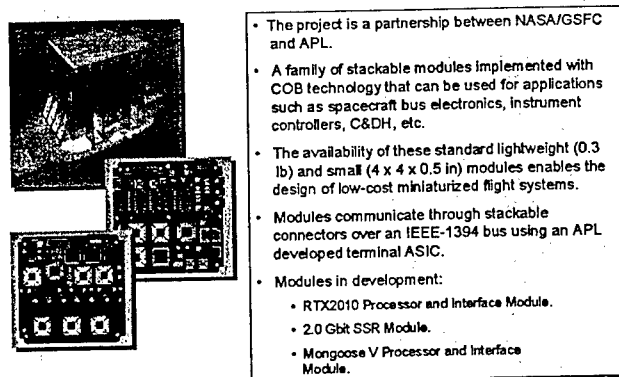 • The project is a partnership between NASA/GSFC
and APL.
• A family of stackable modules implemented with
COB technology that can be used for applications
such as spacecraft bus electronics, instrument
controllers, C&DH, etc.
• The availability of these standard lightweight (0.3
lb) and small (4 x 4 x 0.5 in) modules enables the
design of low-cost miniaturized flight systems.
• Modules communicate through stackable
connectors over an IEEE-1394 bus using an APL
developed terminal ASIC.
• Modules in development:
• RTX2010 Processor and Interface Module.
• 2.0 Gbit SSR Module.
• Mongoose V Processor and Interface
Module.